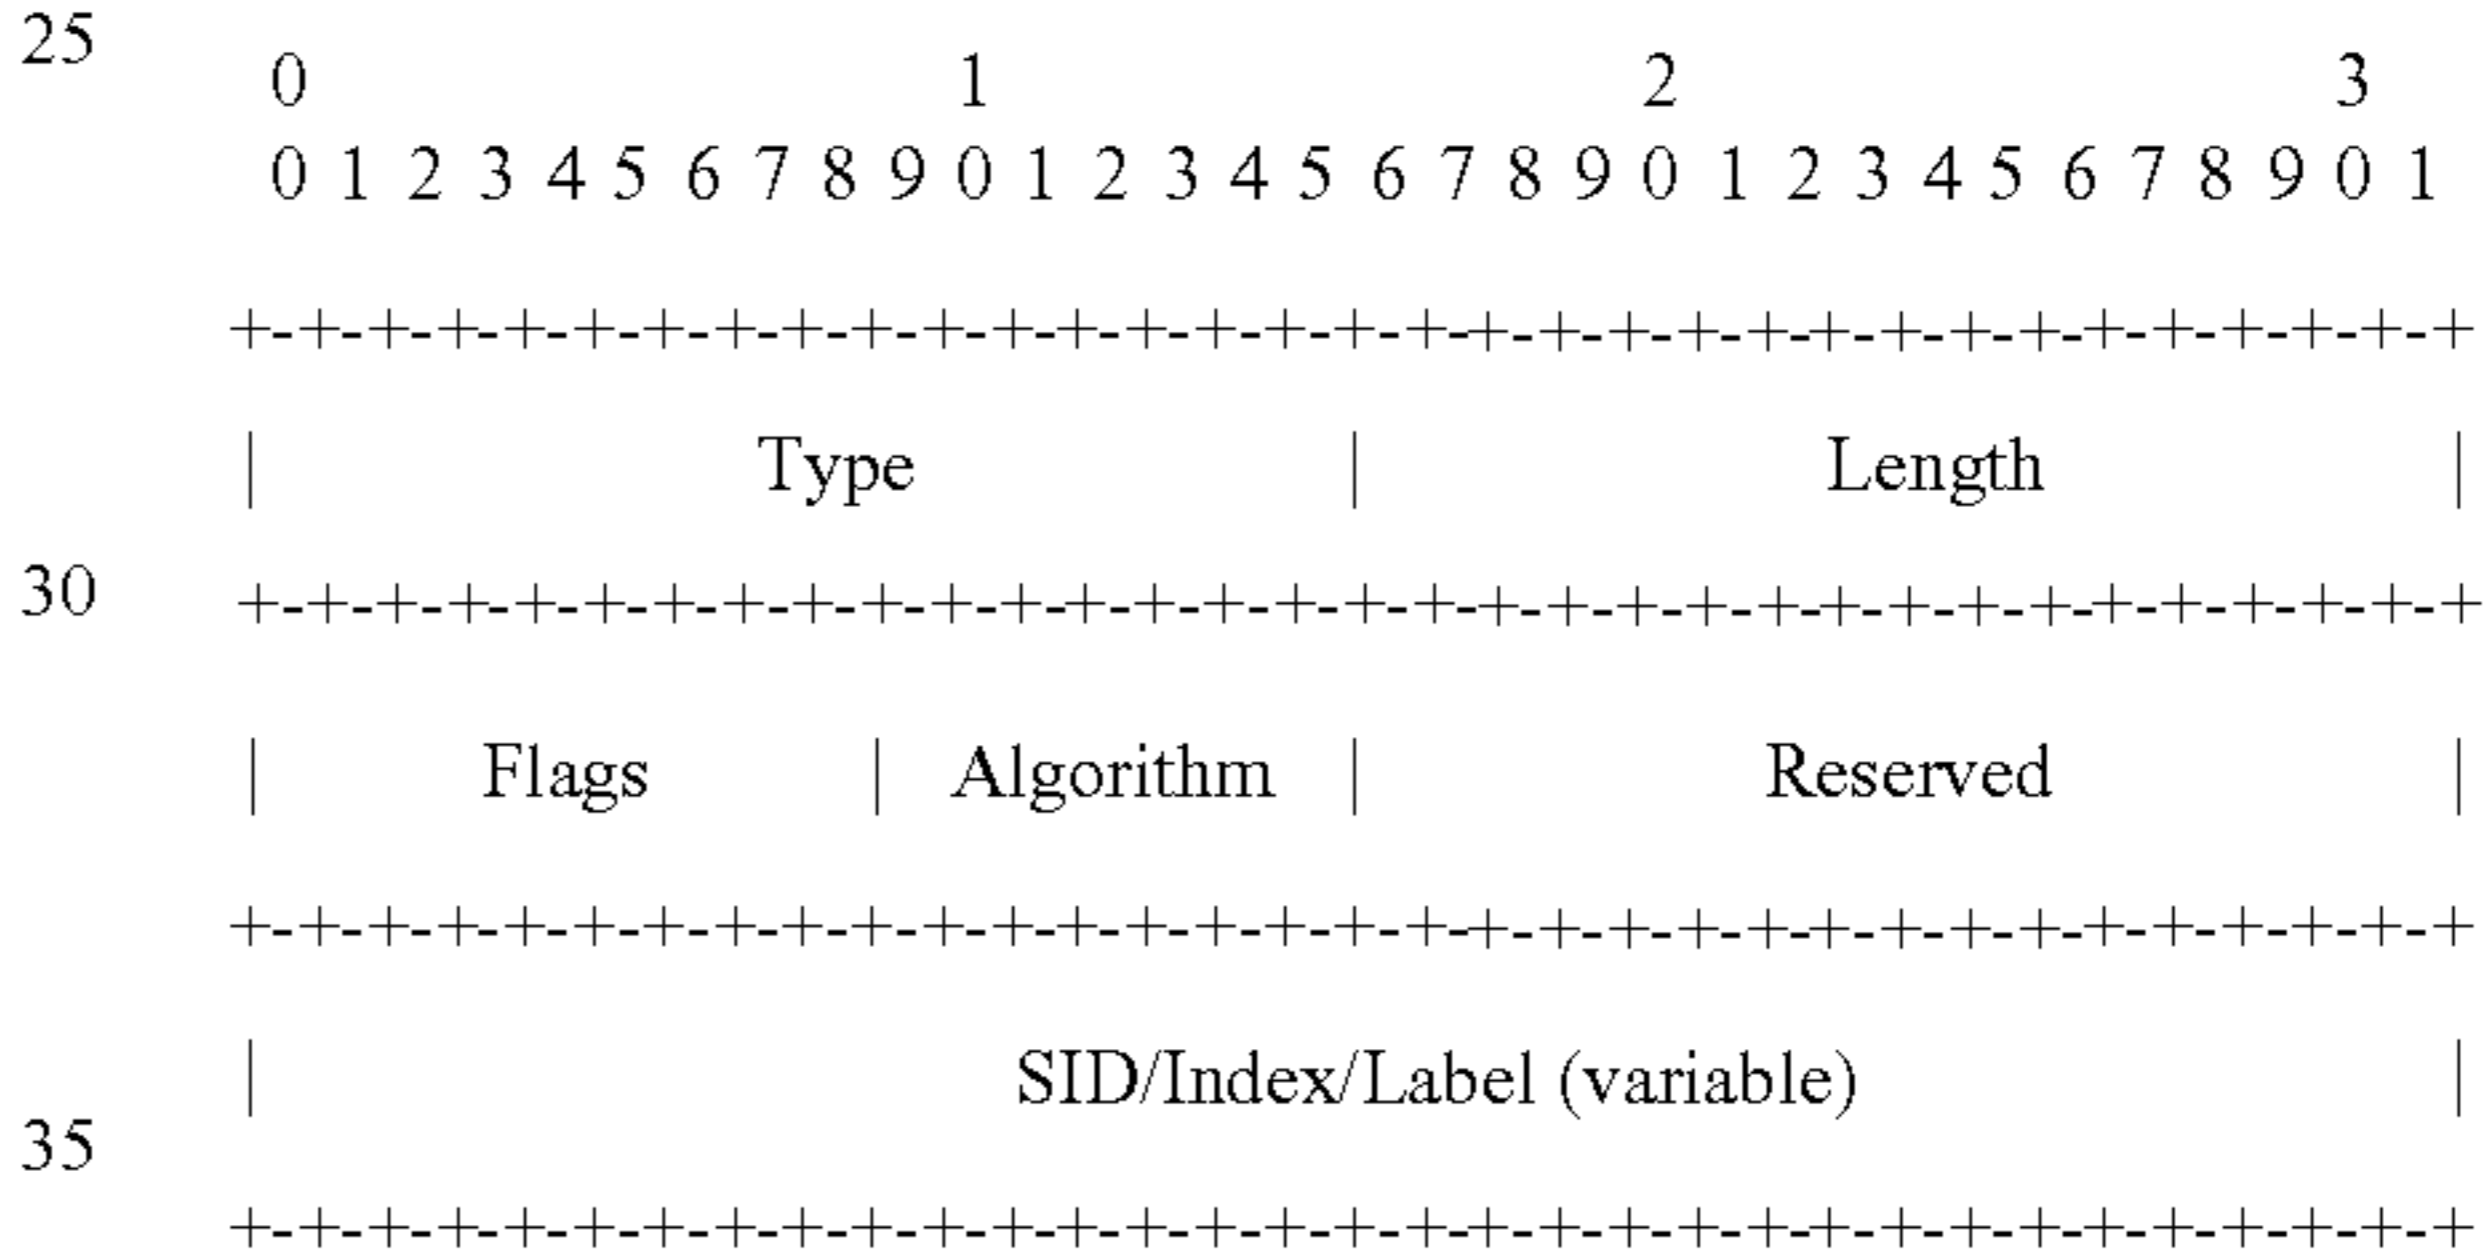 25
0 1 2 3
0 1 2 3 4 5 6 7 8 9 0 1 2 3 4 5 6 7 8 9 0 1 2 3 4 5 6 7 8 9 0 1
+-+-+-+-+-+-+-+-+-+-+-+-+-+-+-+-+-+-+-+-+-+-+-+-+-+-+-+-+-+-+-+-+
| Type | Length |
30 +-+-+-+-+-+-+-+-+-+-+-+-+-+-+-+-+-+-+-+-+-+-+-+-+-+-+-+-+-+-+-+-+
| Flags | Algorithm | Reserved |
+-+-+-+-+-+-+-+-+-+-+-+-+-+-+-+-+-+-+-+-+-+-+-+-+-+-+-+-+-+-+-+-+
| SID/Index/Label (variable) |
35
+-+-+-+-+-+-+-+-+-+-+-+-+-+-+-+-+-+-+-+-+-+-+-+-+-+-+-+-+-+-+-+-+